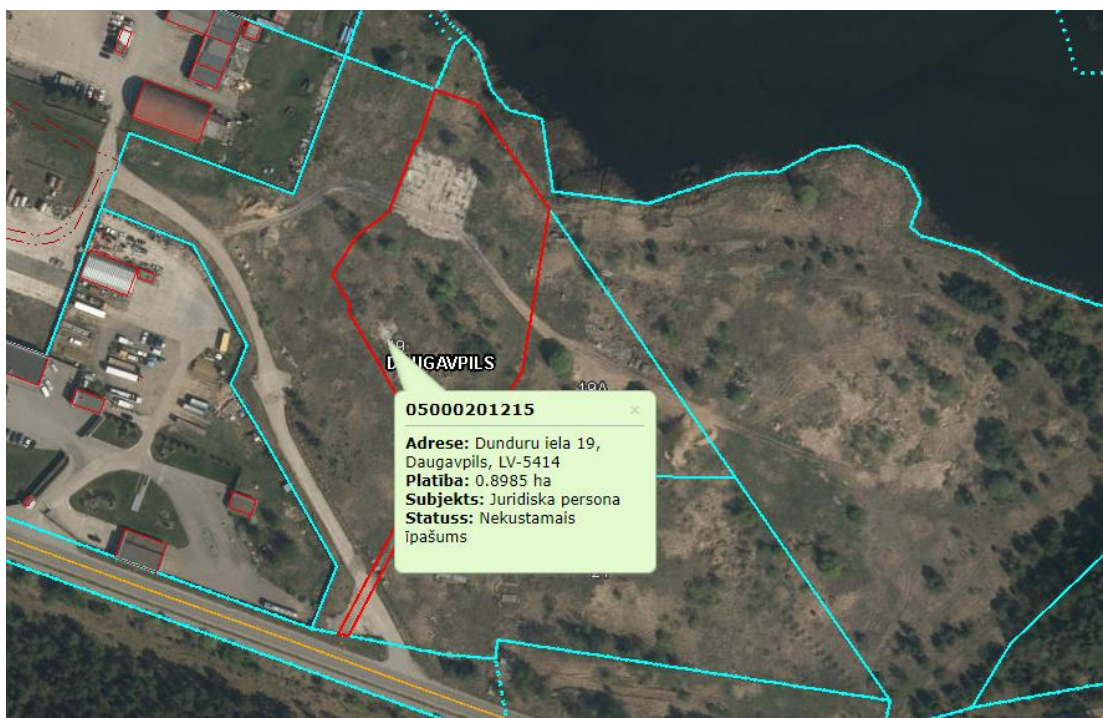 19
DAUGAVPILS
19A
05000201215 ×
Adrese: Dunduru iela 19,
Daugavpils, LV-5414
Platība: 0.8985 ha
Subjekts: Juridiska persona
Statuss: Nekustamais
īpašums